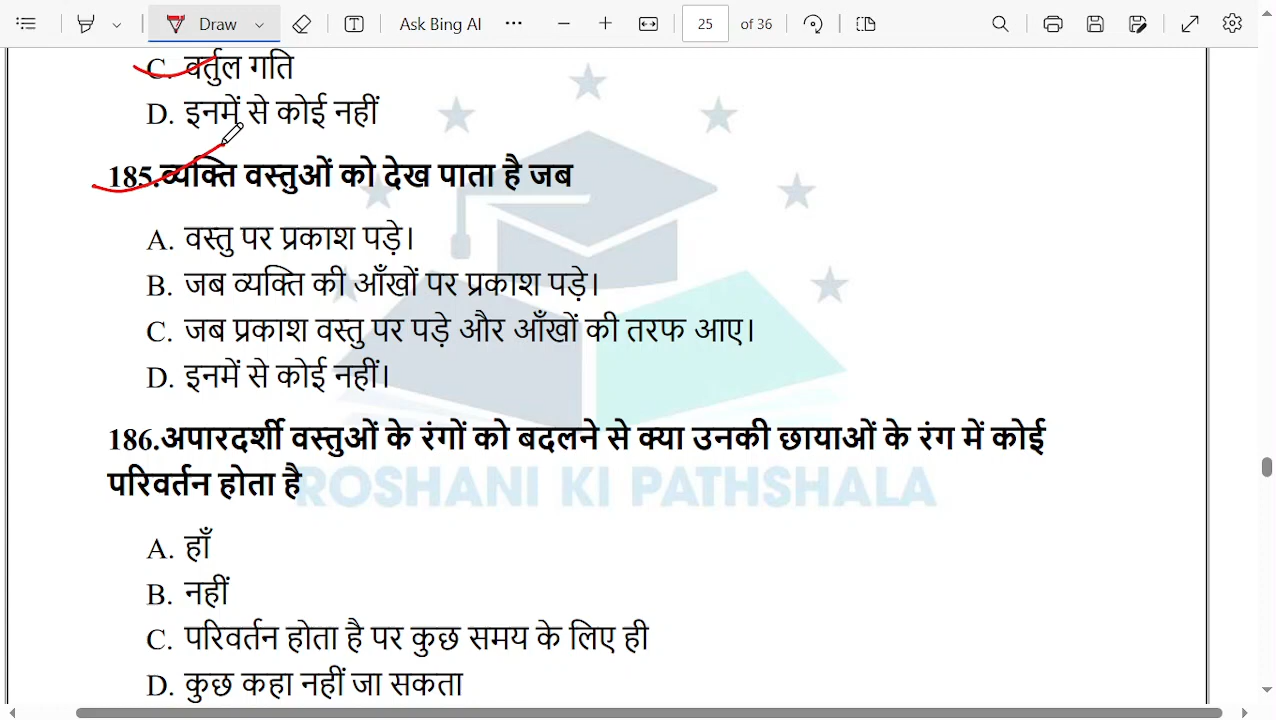 Draw
Ask Bing AI
25
of 36
C. वर्तुल गति
D. इनमें से कोई नहीं
185.व्यक्ति वस्तुओं को देख पाता है जब
A. वस्तु पर प्रकाश पड़े।
B. जब व्यक्ति की आँखों पर प्रकाश पड़े।
C. जब प्रकाश वस्तु पर पड़े और आँखों की तरफ आए।
D. इनमें से कोई नहीं।
186.अपारदर्शी वस्तुओं के रंगों को बदलने से क्या उनकी छायाओं के रंग में कोई
परिवर्तन होता है
ROSHANI KI PATHSHALA
A. हाँ
B. नहीं
C. परिवर्तन होता है पर कुछ समय के लिए ही
D. कुछ कहा नहीं जा सकता